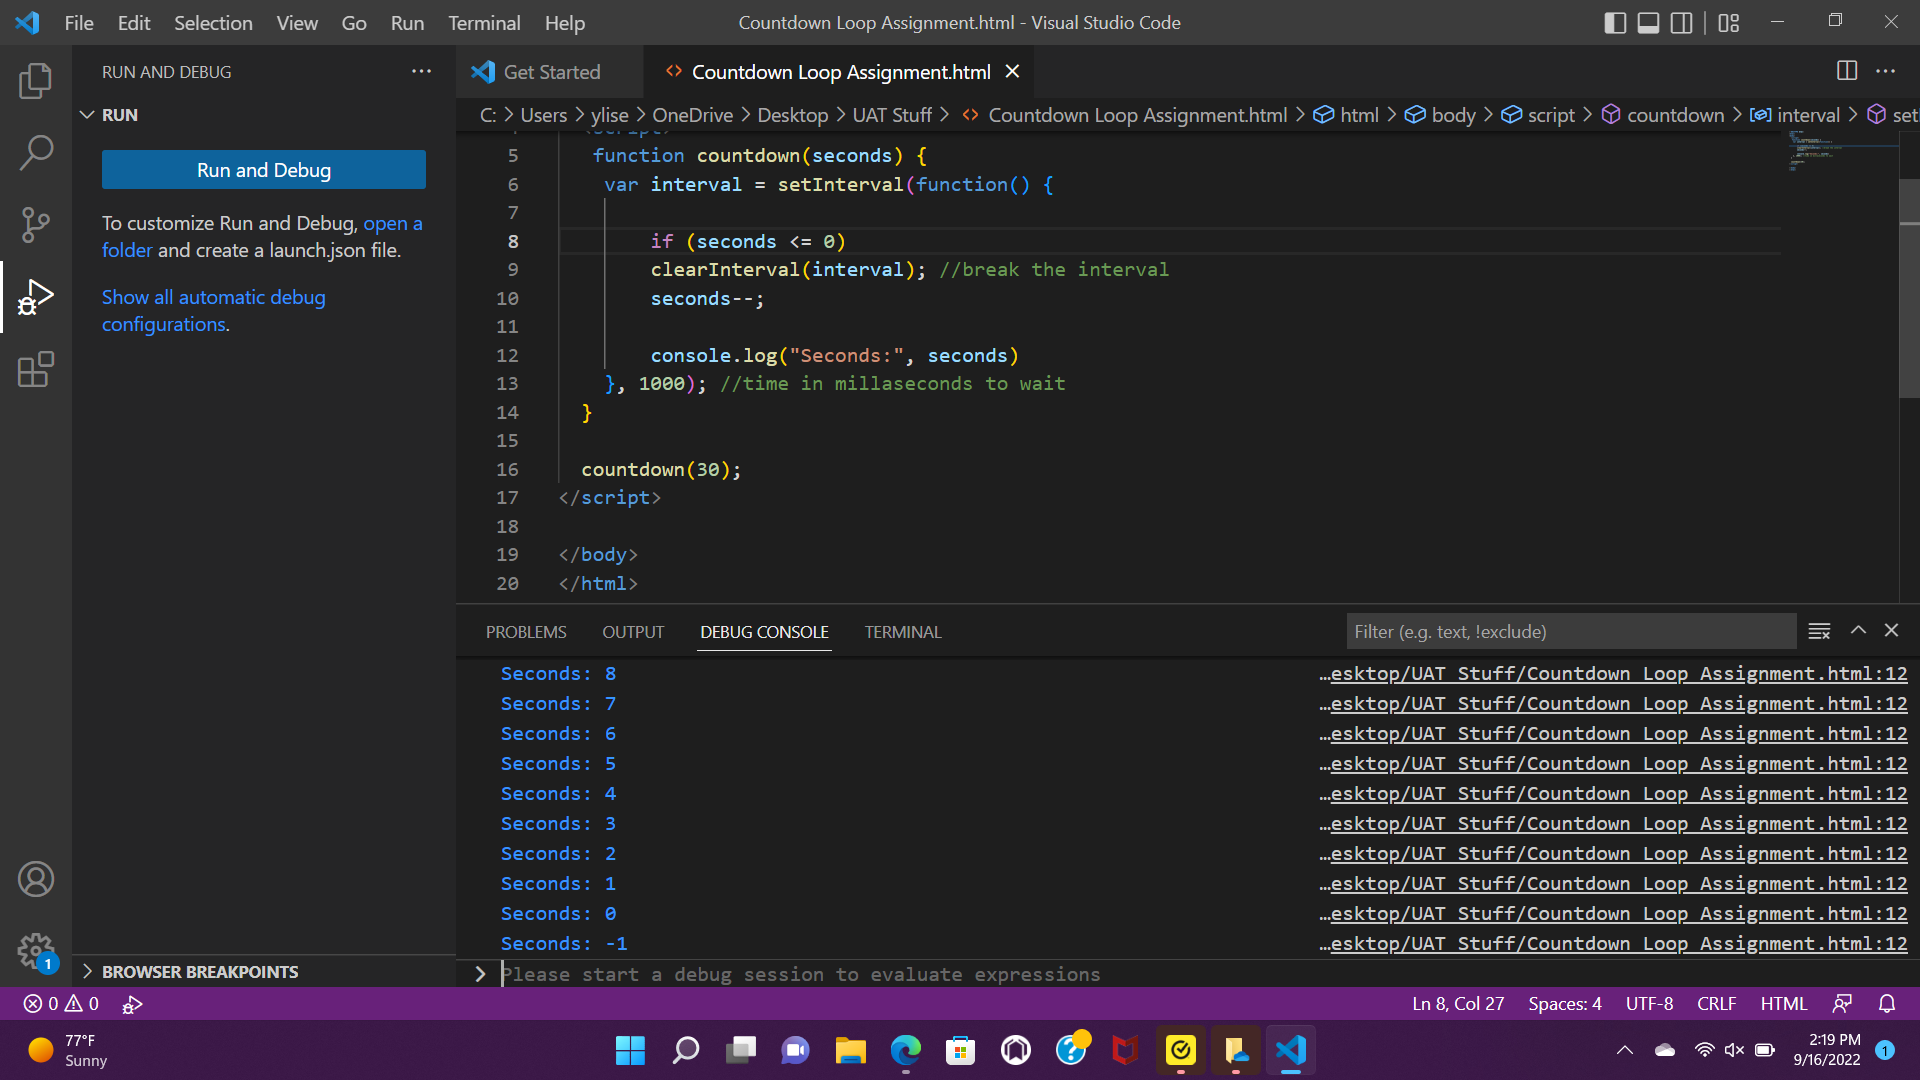 File Edit Selection View Go Run Terminal Help Countdown Loop Assignment.html - Visual Studio Code
RUN AND DEBUG
Get Started
Countdown Loop Assignment.html
RUN
C: > Users > ylise > OneDrive > Desktop > UAT Stuff > Countdown Loop Assignment.html > html > body > script > countdown > interval > set
Run and Debug
To customize Run and Debug, open a
folder and create a launch.json file.
Show all automatic debug
configurations.
<script>
5 function countdown(seconds) {
6 var interval = setInterval(function() {
7
8 if (seconds <= 0)
9 clearInterval(interval); //break the interval
10 seconds--;
11
12 console.log("Seconds:", seconds)
13 }, 1000); //time in millaseconds to wait
14 }
15
16 countdown(30);
17 </script>
18
19 </body>
20 </html>
PROBLEMS OUTPUT DEBUG CONSOLE TERMINAL Filter (e.g. text, !exclude)
Seconds: 8 …esktop/UAT Stuff/Countdown Loop Assignment.html:12
Seconds: 7 …esktop/UAT Stuff/Countdown Loop Assignment.html:12
Seconds: 6 …esktop/UAT Stuff/Countdown Loop Assignment.html:12
Seconds: 5 …esktop/UAT Stuff/Countdown Loop Assignment.html:12
Seconds: 4 …esktop/UAT Stuff/Countdown Loop Assignment.html:12
Seconds: 3 …esktop/UAT Stuff/Countdown Loop Assignment.html:12
Seconds: 2 …esktop/UAT Stuff/Countdown Loop Assignment.html:12
Seconds: 1 …esktop/UAT Stuff/Countdown Loop Assignment.html:12
Seconds: 0 …esktop/UAT Stuff/Countdown Loop Assignment.html:12
Seconds: -1 …esktop/UAT Stuff/Countdown Loop Assignment.html:12
1
BROWSER BREAKPOINTS
Please start a debug session to evaluate expressions
0 0
Ln 8, Col 27 Spaces: 4 UTF-8 CRLF HTML
77°F
Sunny
2:19 PM
9/16/2022
1